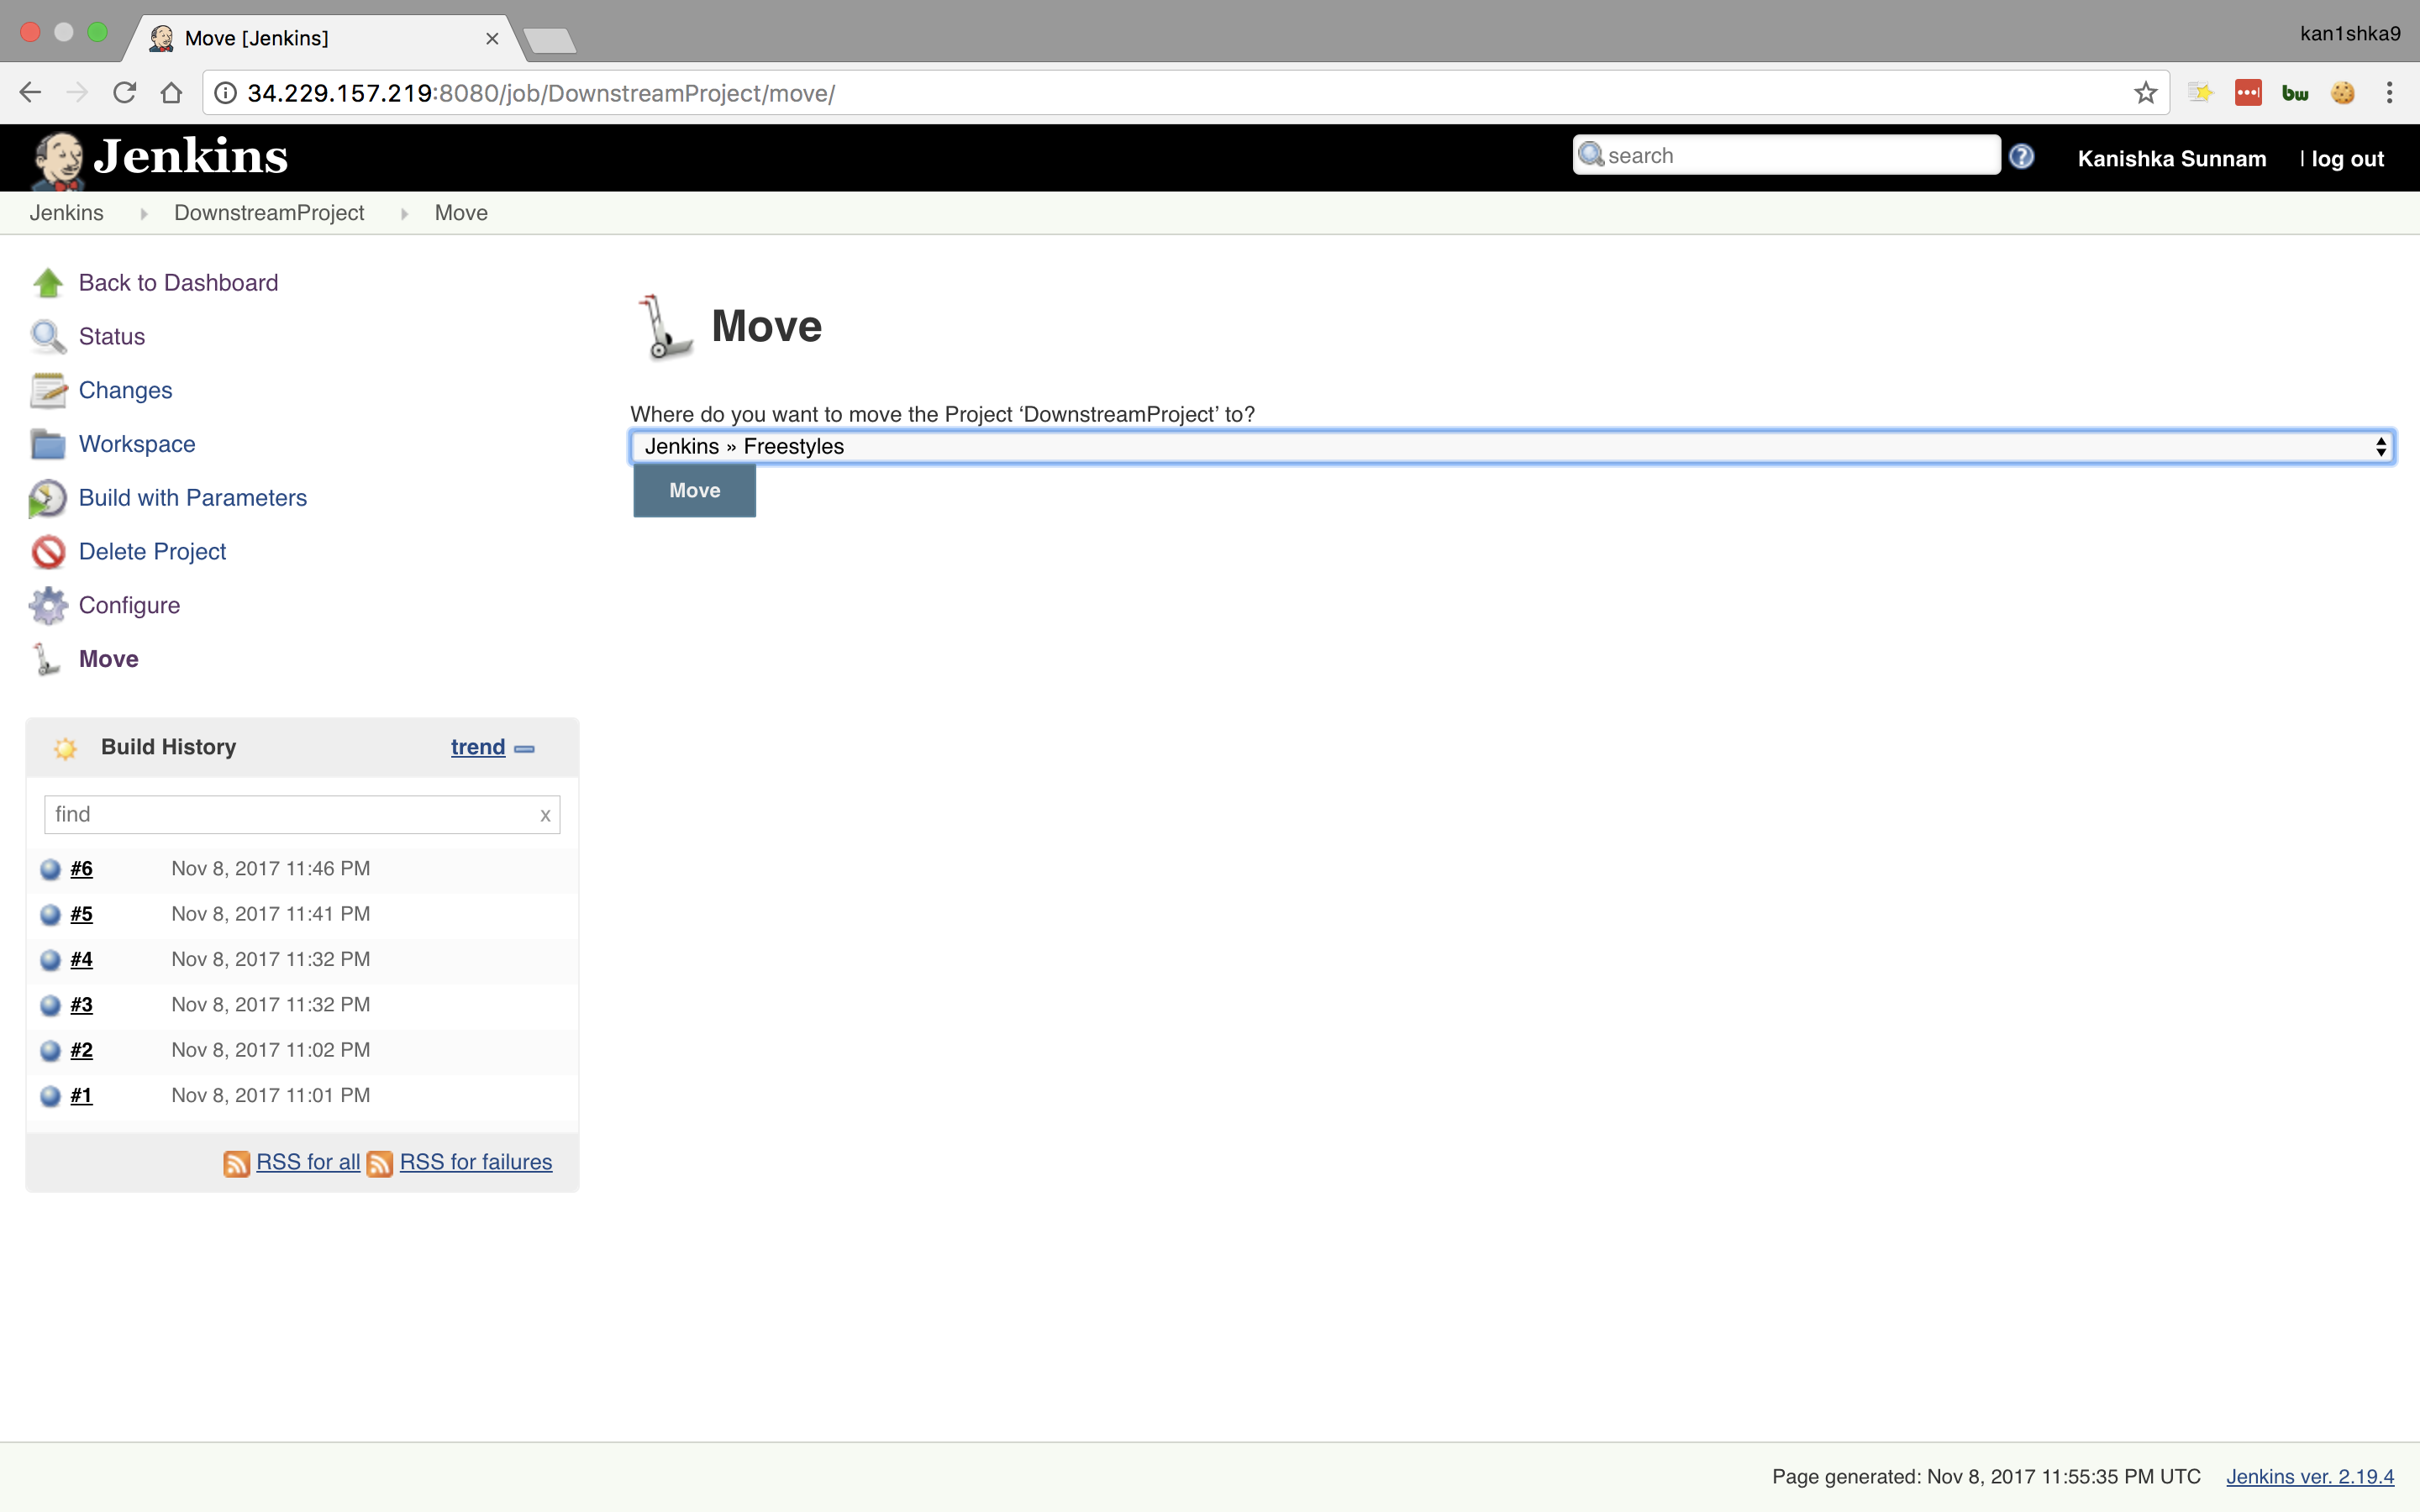 Move [Jenkins]
kan1shka9
34.229.157.219:8080/job/DownstreamProject/move/
bw
Jenkins
search
Kanishka Sunnam | log out
Jenkins DownstreamProject Move
Back to Dashboard
Status
Changes
Workspace
Build with Parameters
Delete Project
Configure
Move
Move
Where do you want to move the Project ‘DownstreamProject’ to?
Jenkins » Freestyles
Move
Build History trend
find x
#6 Nov 8, 2017 11:46 PM
#5 Nov 8, 2017 11:41 PM
#4 Nov 8, 2017 11:32 PM
#3 Nov 8, 2017 11:32 PM
#2 Nov 8, 2017 11:02 PM
#1 Nov 8, 2017 11:01 PM
RSS for all RSS for failures
Page generated: Nov 8, 2017 11:55:35 PM UTC Jenkins ver. 2.19.4